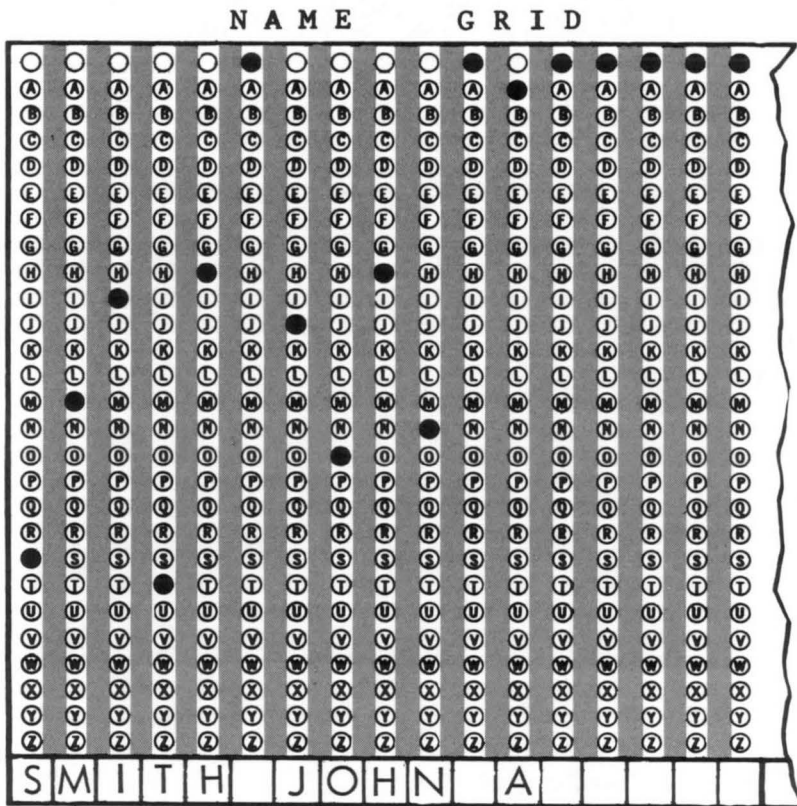 NAME GRID
A A A A A A A A A A A A A A A A
B B B B B B B B B B B B B B B B B
C C C C C C C C C C C C C C C C C
D D D D D D D D D D D D D D D D D
E E E E E E E E E E E E E E E E E
F F F F F F F F F F F F F F F F F
G G G G G G G G G G G G G G G G G
H H H H H H H H H H H H H H H
I I I I I I I I I I I I I I I I
J J J J J J J J J J J J J J J J
K K K K K K K K K K K K K K K K K
L L L L L L L L L L L L L L L L L
M M M M M M M M M M M M M M M M
N N N N N N N N N N N N N N N N
O O O O O O O O O O O O O O O O
P P P P P P P P P P P P P P P P P
Q Q Q Q Q Q Q Q Q Q Q Q Q Q Q Q Q
R R R R R R R R R R R R R R R R R
S S S S S S S S S S S S S S S S
T T T T T T T T T T T T T T T T
U U U U U U U U U U U U U U U U U
V V V V V V V V V V V V V V V V V
W W W W W W W W W W W W W W W W W
X X X X X X X X X X X X X X X X X
Y Y Y Y Y Y Y Y Y Y Y Y Y Y Y Y Y
Z Z Z Z Z Z Z Z Z Z Z Z Z Z Z Z Z
SMITH JOHN A